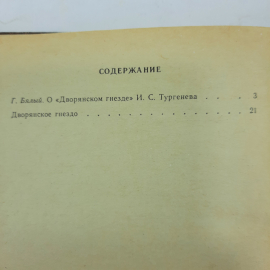 СОДЕРЖАНИЕ
Г. Бялый. О «Дворянском гнезде» И. С. Тургенева . . . . 3
Дворянское гнездо . . . . . . . . . . . . . . 21